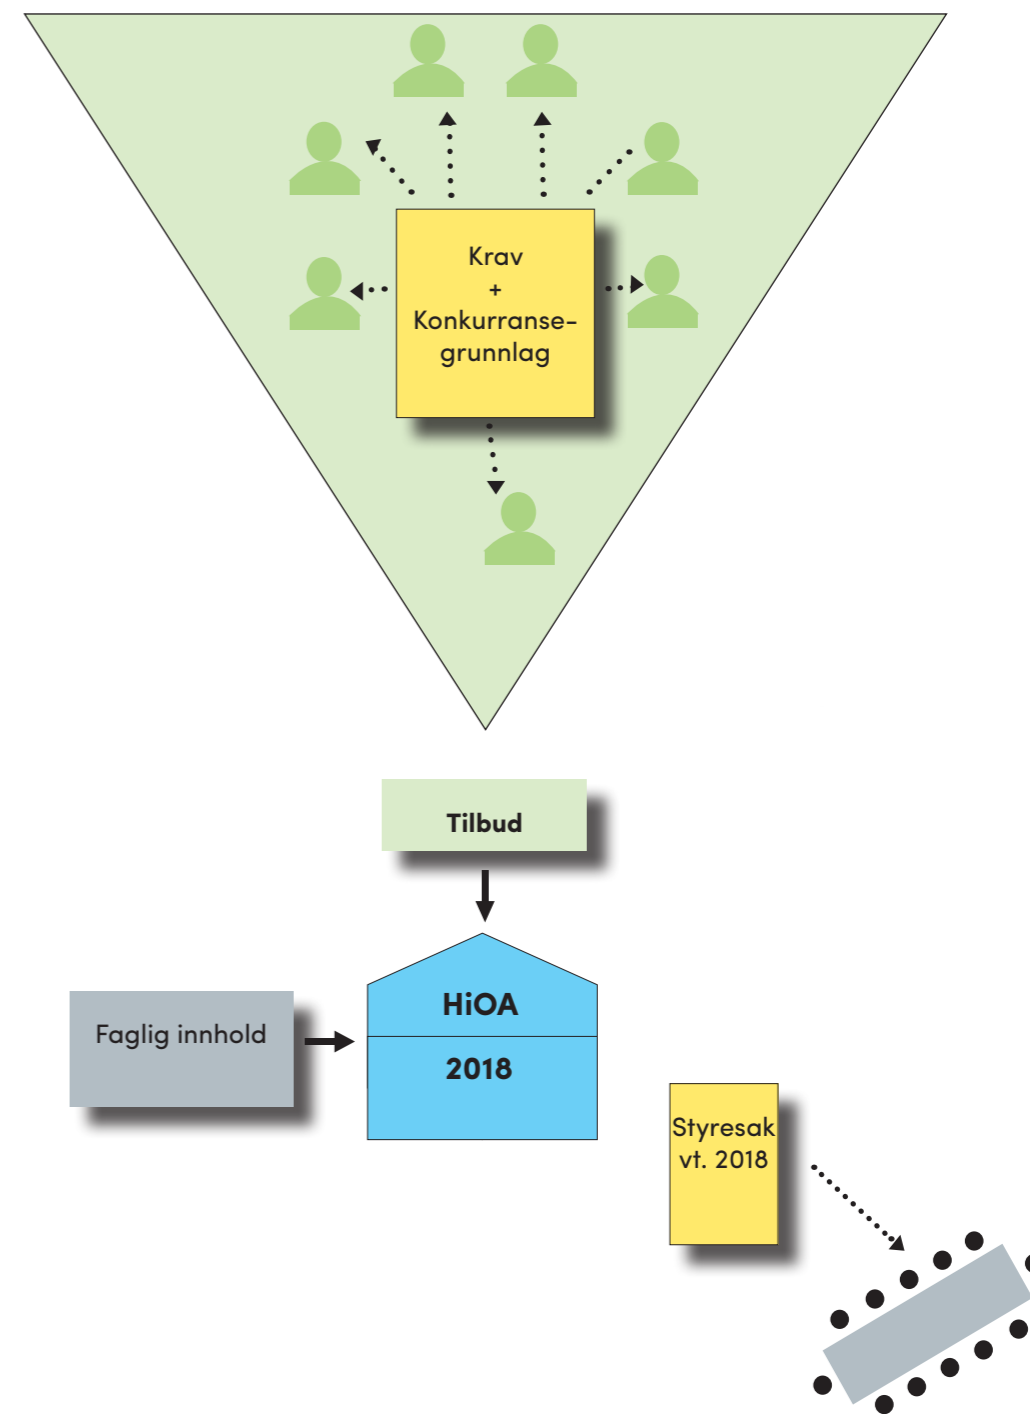 Krav
+
Konkurranse-
grunnlag
Tilbud
HiOA
2018
Faglig innhold
Styresak
vt. 2018